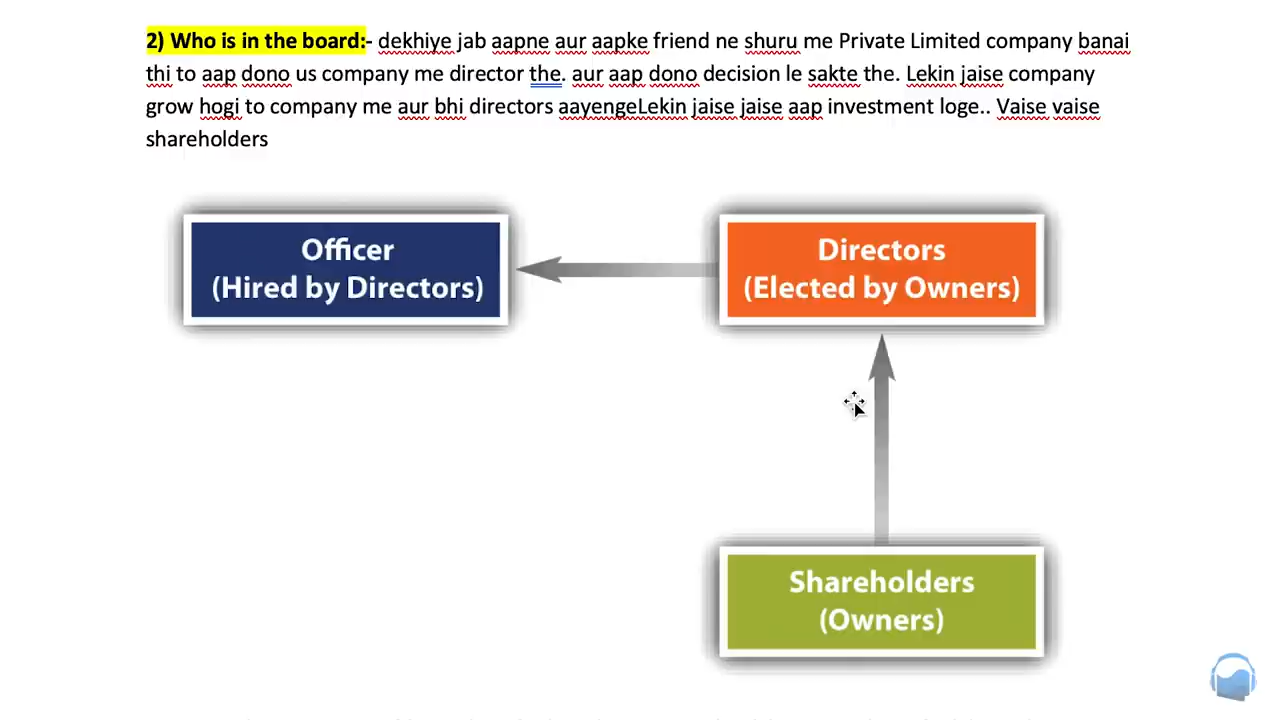 2) Who is in the board:- dekhiye jab aapne aur aapke friend ne shuru me Private Limited company banai
thi to aap dono us company me director the. aur aap dono decision le sakte the. Lekin jaise company
grow hogi to company me aur bhi directors aayengeLekin jaise jaise aap investment loge.. Vaise vaise
shareholders
Officer
(Hired by Directors)
Directors
(Elected by Owners)
Shareholders
(Owners)